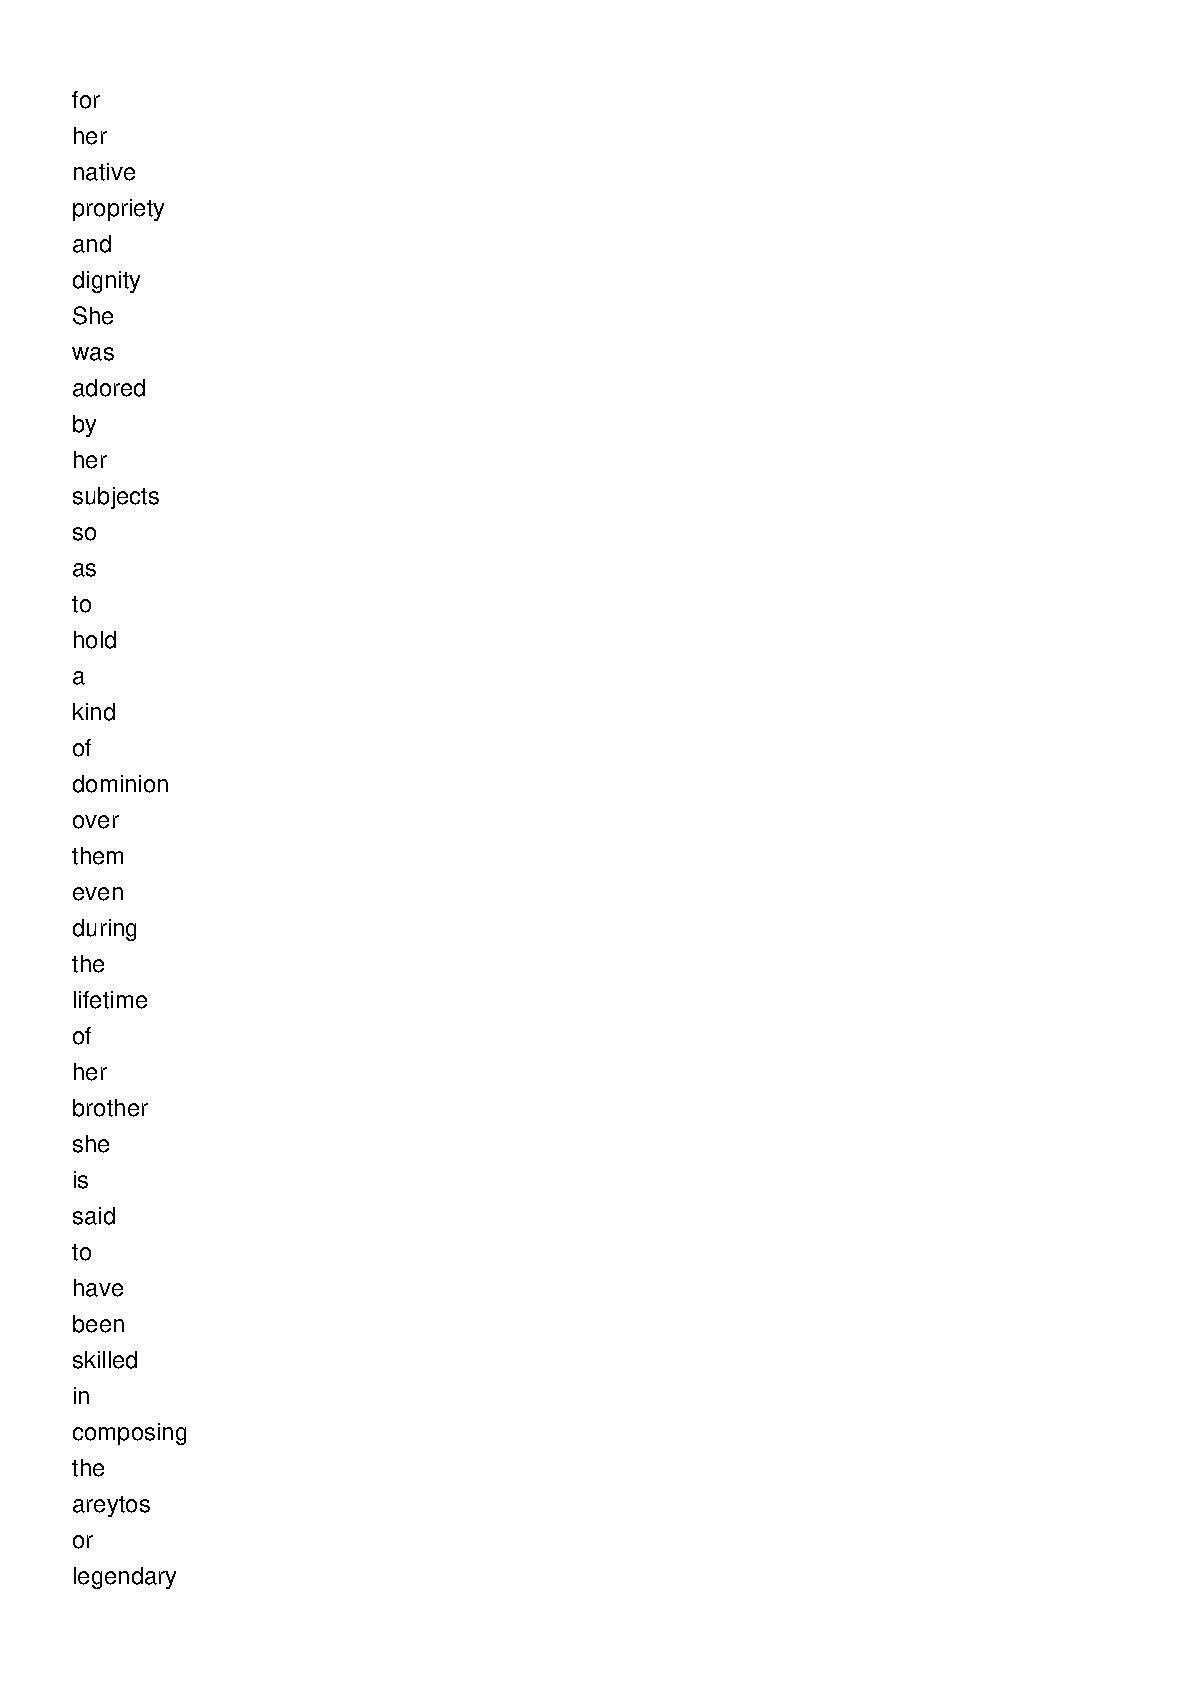 for
her
native
propriety
and
dignity
She
was
adored
by
her
subjects
so
as
to
hold
a
kind
of
dominion
over
them
even
during
the
lifetime
of
her
brother
she
is
said
to
have
been
skilled
in
composing
the
areytos
or
legendary